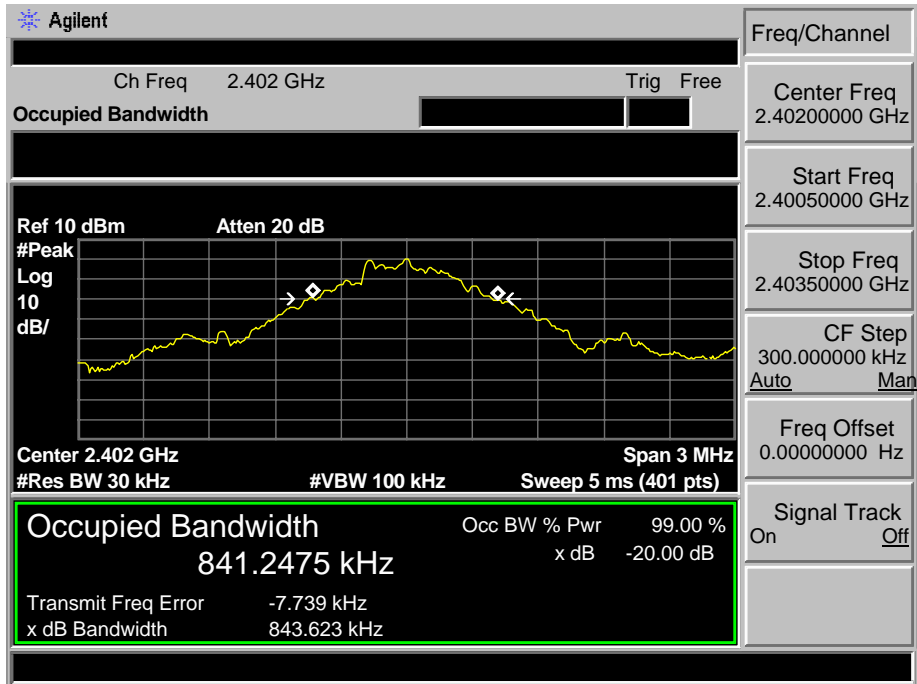 Agilent
Freq/Channel
Ch Freq 2.402 GHz Trig Free
Occupied Bandwidth
Center Freq
2.40200000 GHz
Start Freq
2.40050000 GHz
Stop Freq
2.40350000 GHz
CF Step
300.000000 kHz
Auto Man
Freq Offset
0.00000000 Hz
Signal Track
On Off
Ref 10 dBm Atten 20 dB
#Peak
Log
10
dB/
Center 2.402 GHz Span 3 MHz
#Res BW 30 kHz #VBW 100 kHz Sweep 5 ms (401 pts)
Occupied Bandwidth Occ BW % Pwr 99.00 %
841.2475 kHz x dB -20.00 dB
Transmit Freq Error -7.739 kHz
x dB Bandwidth 843.623 kHz